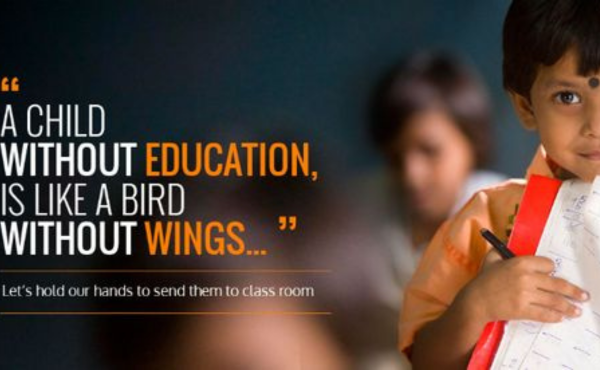 “
A CHILD
WITHOUT EDUCATION,
IS LIKE A BIRD
WITHOUT WINGS... ”
Let's hold our hands to send them to class room